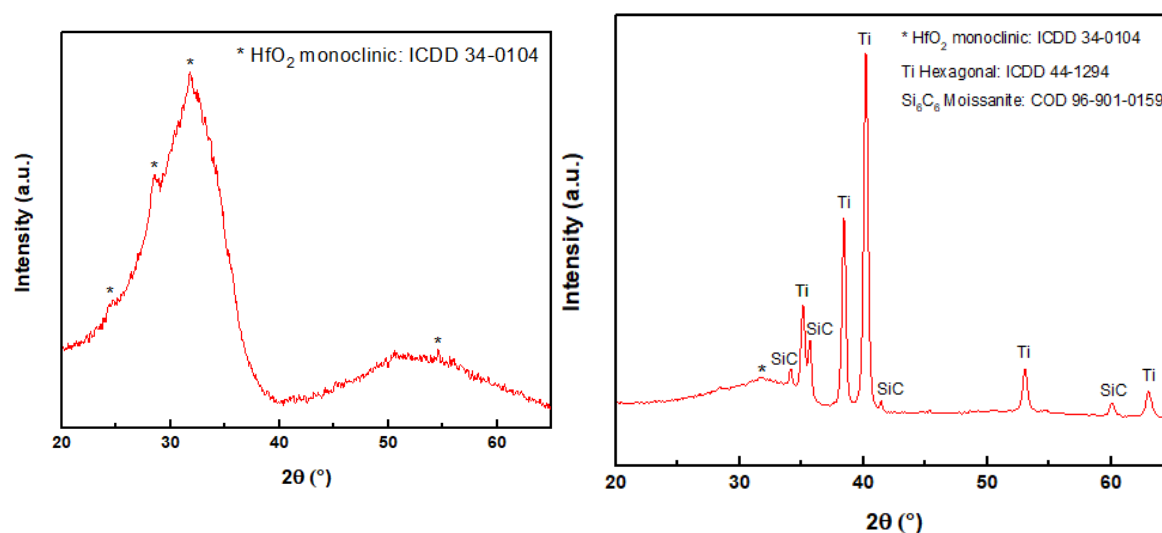 * HfO₂ monoclinic: ICDD 34-0104
*
*
*
*
Intensity (a.u.)
20 30 40 50 60
2θ (°)
* HfO₂ monoclinic: ICDD 34-0104
Ti Hexagonal: ICDD 44-1294
Si₆C₆ Moissanite: COD 96-901-0159
Ti
Ti
Ti
SiC
SiC
*
SiC
Ti
SiC
Ti
Intensity (a.u.)
20 30 40 50 60
2θ (°)